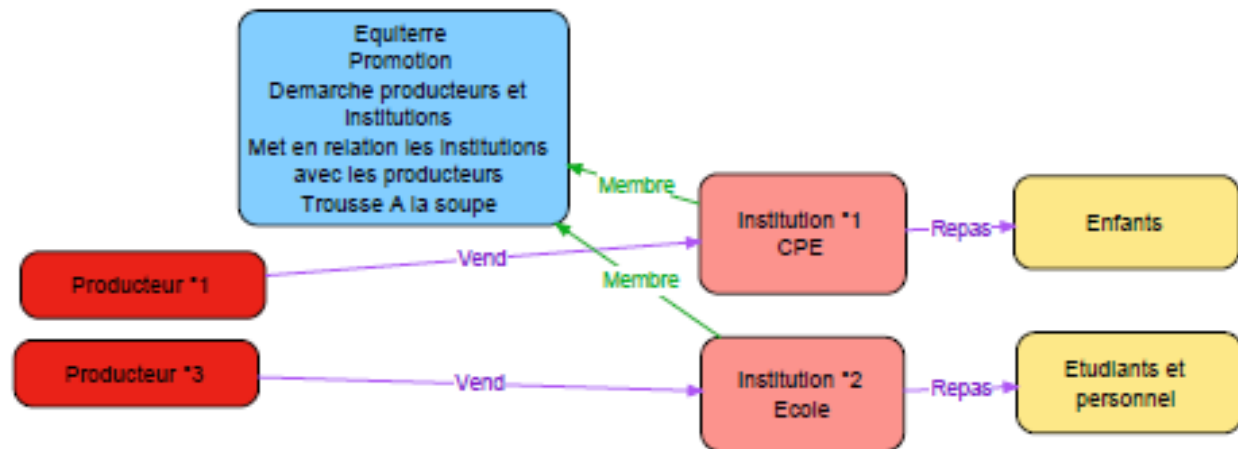 Equiterre
Promotion
Demarche producteurs et
Institutions
Met en relation les Institutions
avec les producteurs
Trousse A la soupe
Membre
Institution *1
CPE
Repas
Enfants
Vend
Producteur *1
Membre
Producteur *3
Vend
Institution *2
Ecole
Repas
Etudiants et
personnel